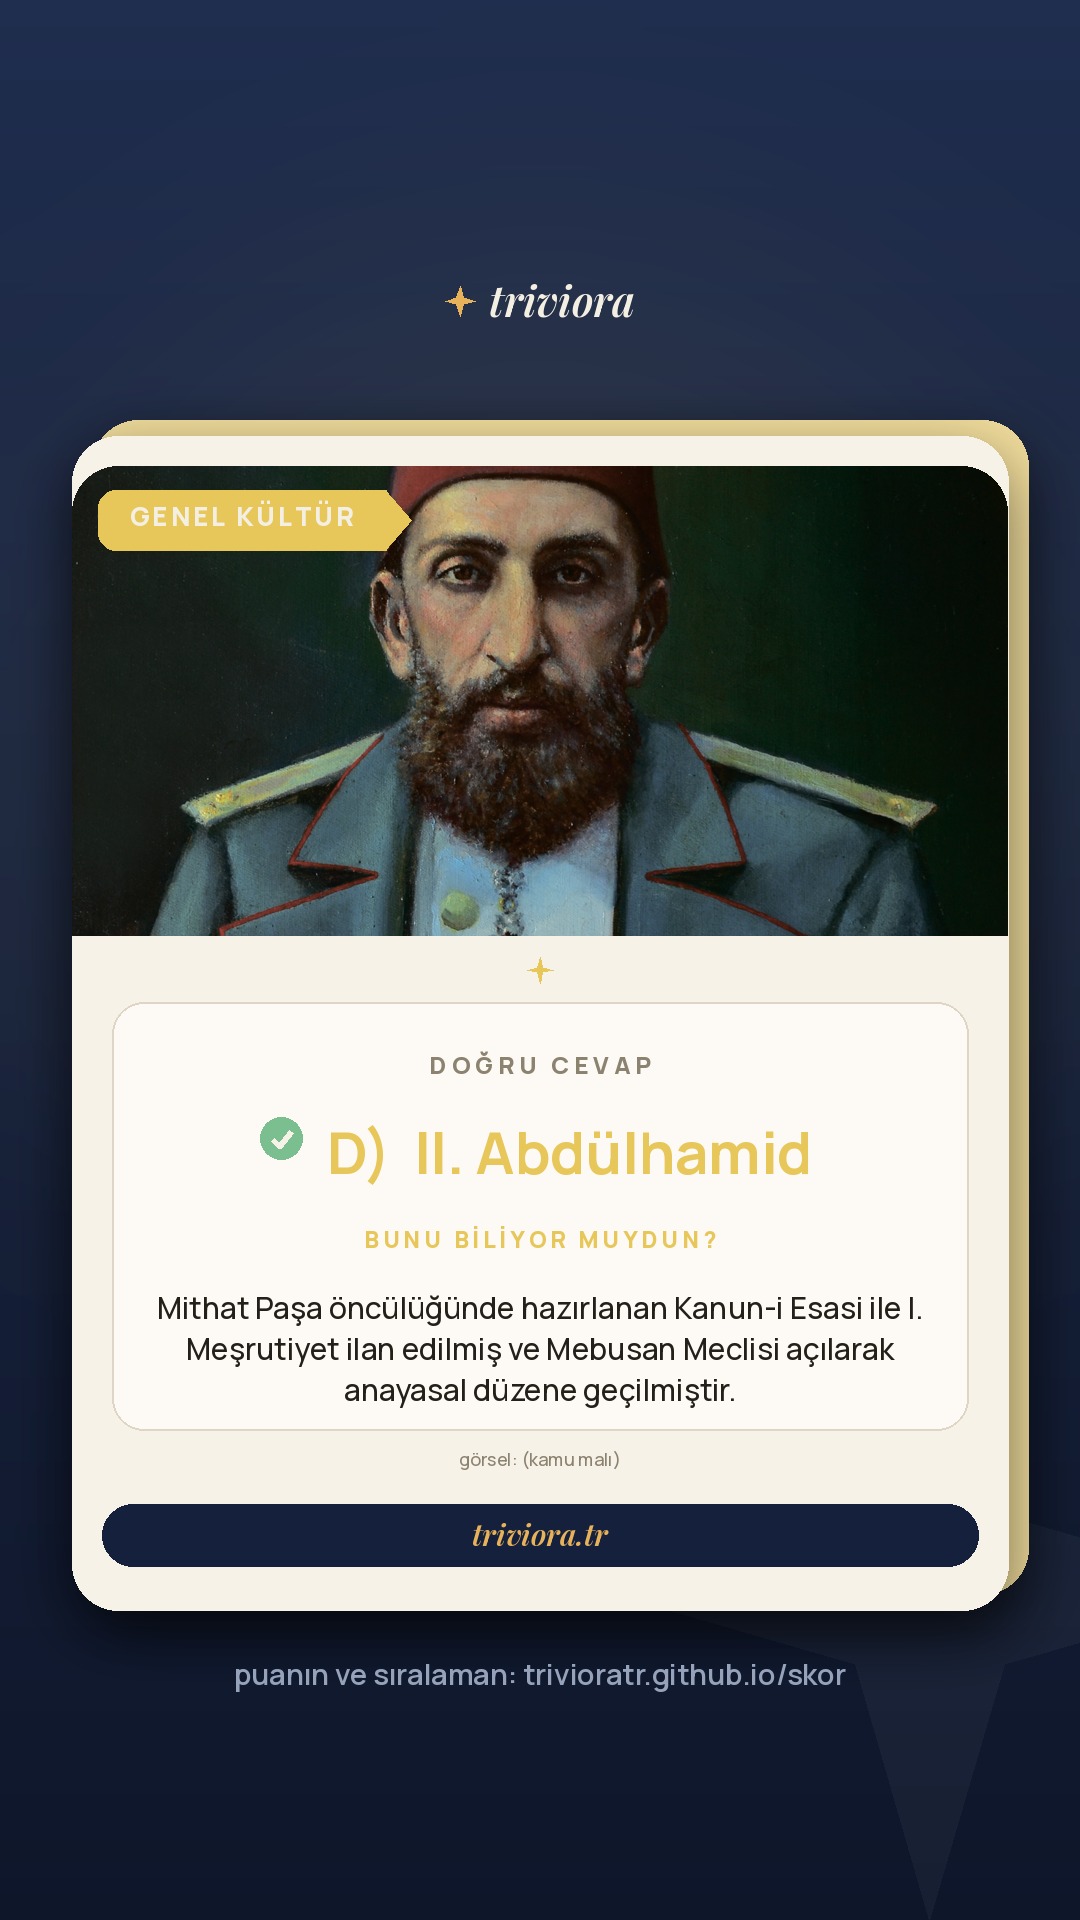 triviora
GENEL KÜLTÜR
DOĞRU CEVAP
D) II. Abdülhamid
BUNU BİLİYOR MUYDUN?
Mithat Paşa öncülüğünde hazırlanan Kanun-i Esasi ile I.
Meşrutiyet ilan edilmiş ve Mebusan Meclisi açılarak
anayasal düzene geçilmiştir.
görsel: (kamu malı)
triviora.tr
puanın ve sıralaman: trivioratr.github.io/skor